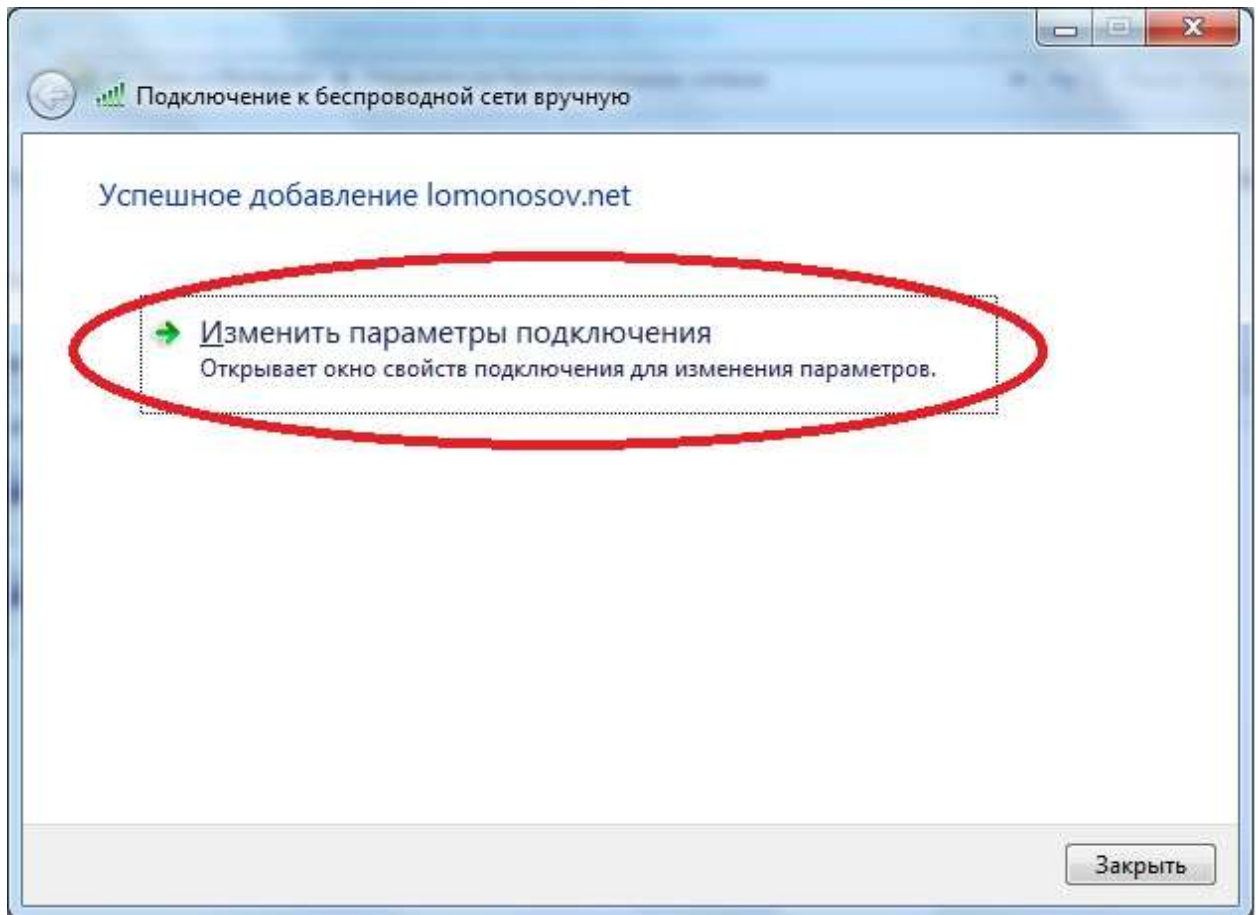 Подключение к беспроводной сети вручную
Успешное добавление lomonosov.net
Изменить параметры подключения
Открывает окно свойств подключения для изменения параметров.
Закрыть